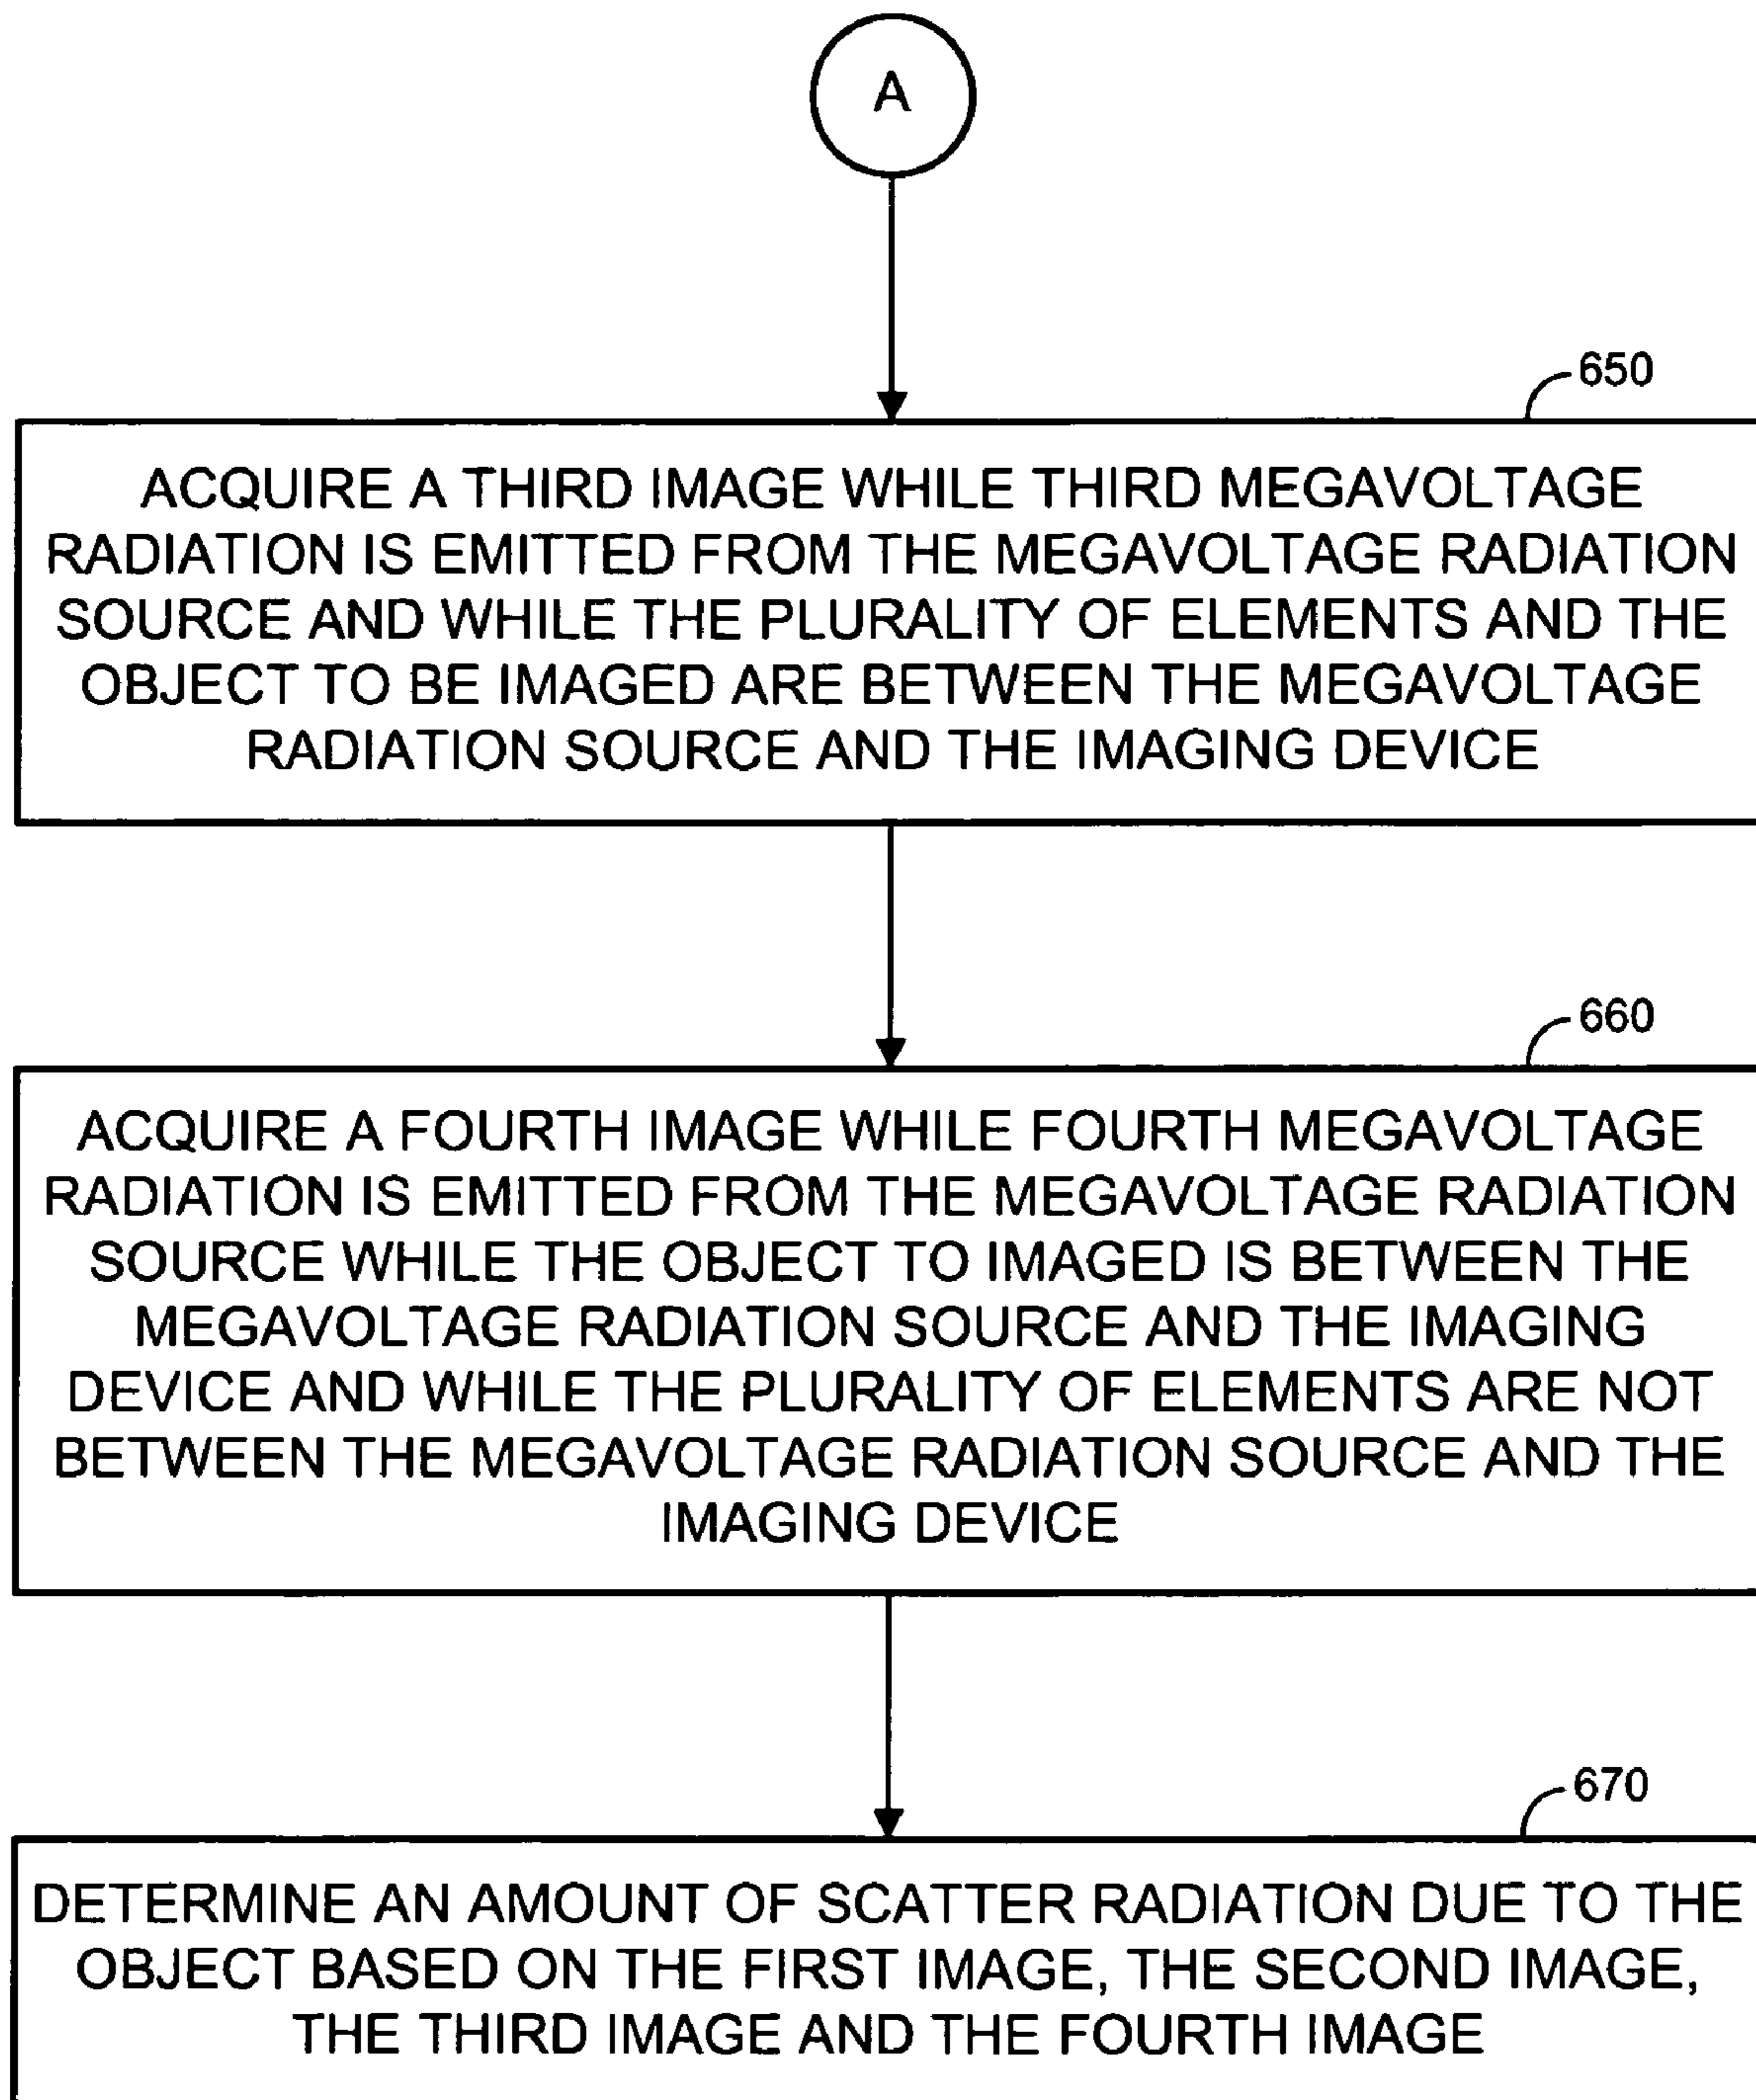 A
650
ACQUIRE A THIRD IMAGE WHILE THIRD MEGAVOLTAGE
RADIATION IS EMITTED FROM THE MEGAVOLTAGE RADIATION
SOURCE AND WHILE THE PLURALITY OF ELEMENTS AND THE
OBJECT TO BE IMAGED ARE BETWEEN THE MEGAVOLTAGE
RADIATION SOURCE AND THE IMAGING DEVICE
660
ACQUIRE A FOURTH IMAGE WHILE FOURTH MEGAVOLTAGE
RADIATION IS EMITTED FROM THE MEGAVOLTAGE RADIATION
SOURCE WHILE THE OBJECT TO IMAGED IS BETWEEN THE
MEGAVOLTAGE RADIATION SOURCE AND THE IMAGING
DEVICE AND WHILE THE PLURALITY OF ELEMENTS ARE NOT
BETWEEN THE MEGAVOLTAGE RADIATION SOURCE AND THE
IMAGING DEVICE
670
DETERMINE AN AMOUNT OF SCATTER RADIATION DUE TO THE
OBJECT BASED ON THE FIRST IMAGE, THE SECOND IMAGE,
THE THIRD IMAGE AND THE FOURTH IMAGE